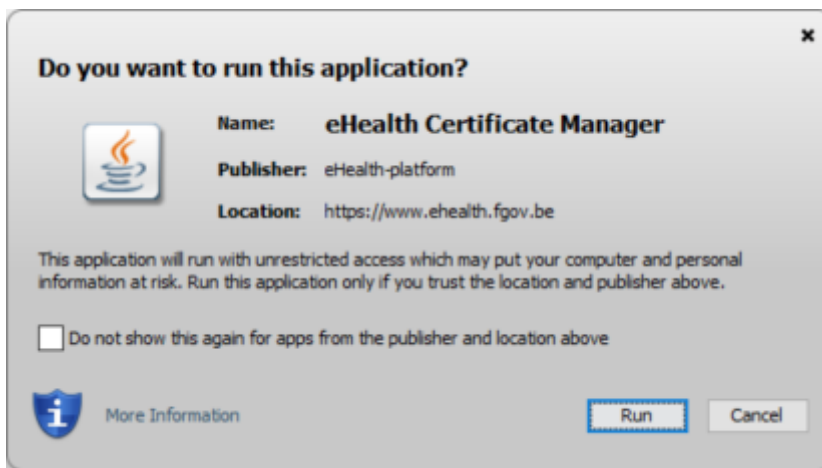 Do you want to run this application?
Name: eHealth Certificate Manager
Publisher: eHealth-platform
Location: https://www.ehealth.fgov.be
This application will run with unrestricted access which may put your computer and personal
information at risk. Run this application only if you trust the location and publisher above.
Do not show this again for apps from the publisher and location above
More Information
Run
Cancel